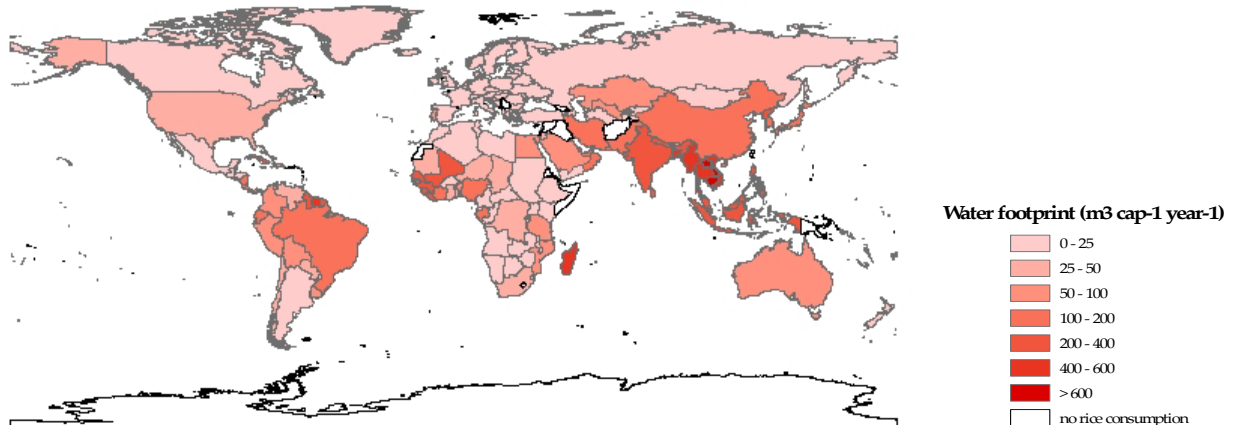 Water footprint (m3 cap-1 year-1)
0 - 25
25 - 50
50 - 100
100 - 200
200 - 400
400 - 600
> 600
no rice consumption